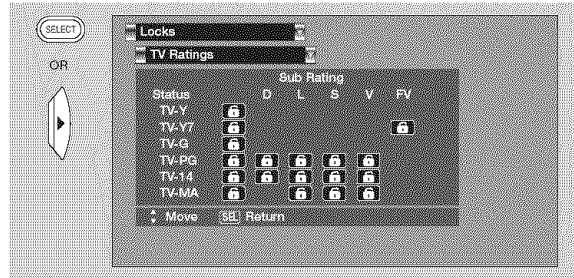 SELECT
OR
Locks
TV Ratings
Sub Rating
Status D L S V FV
TV-Y
TV-Y7
TV-G
TV-PG
TV-14
TV-MA
Move SEL Return